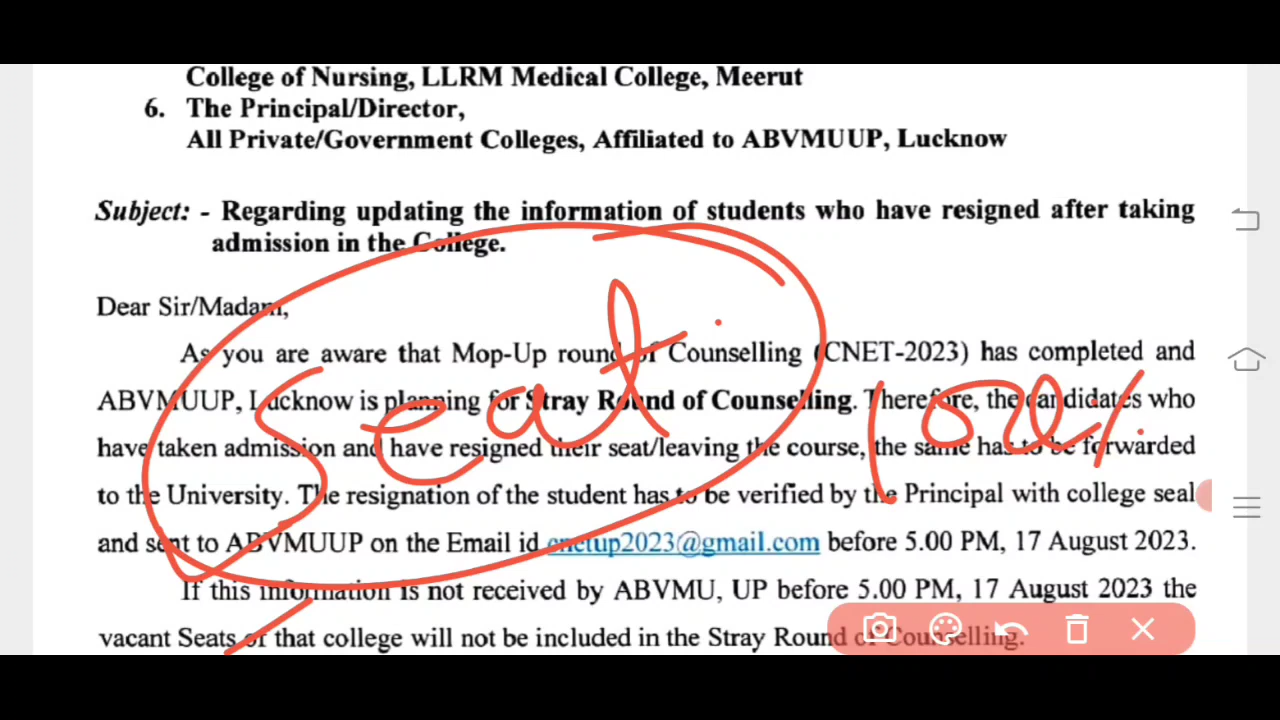 College of Nursing, LLRM Medical College, Meerut
6. The Principal/Director,
All Private/Government Colleges, Affiliated to ABVMUUP, Lucknow
Subject: - Regarding updating the information of students who have resigned after taking
admission in the College.
Dear Sir/Madam,
As you are aware that Mop-Up round of Counselling (CNET-2023) has completed and
ABVMUUP, Lucknow is planning for Stray Round of Counselling. Therefore, the candidates who
have taken admission and have resigned their seat/leaving the course, the same has to be forwarded
to the University. The resignation of the student has to be verified by the Principal with college seal
and sent to ABVMUUP on the Email id cnetup2023@gmail.com before 5.00 PM, 17 August 2023.
If this information is not received by ABVMU, UP before 5.00 PM, 17 August 2023 the
vacant Seats of that college will not be included in the Stray Round of Counselling.
Seat